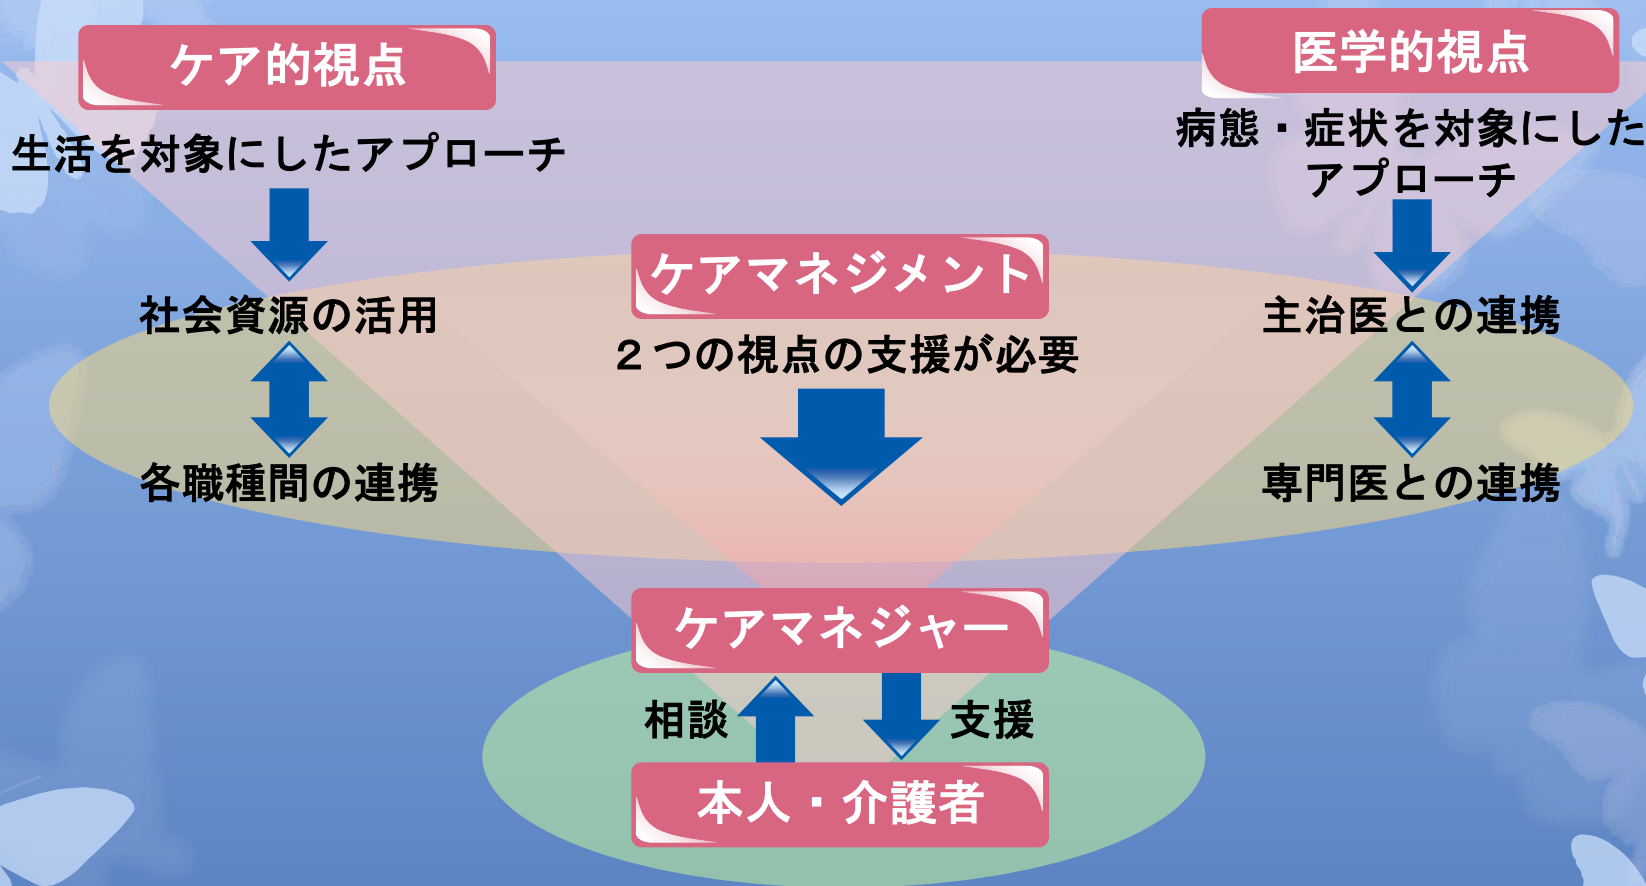 ケア的視点
生活を対象にしたアプローチ
社会資源の活用
各職種間の連携
医学的視点
病態・症状を対象にした
アプローチ
主治医との連携
専門医との連携
ケアマネジメント
２つの視点の支援が必要
ケアマネジャー
相談
支援
本人・介護者